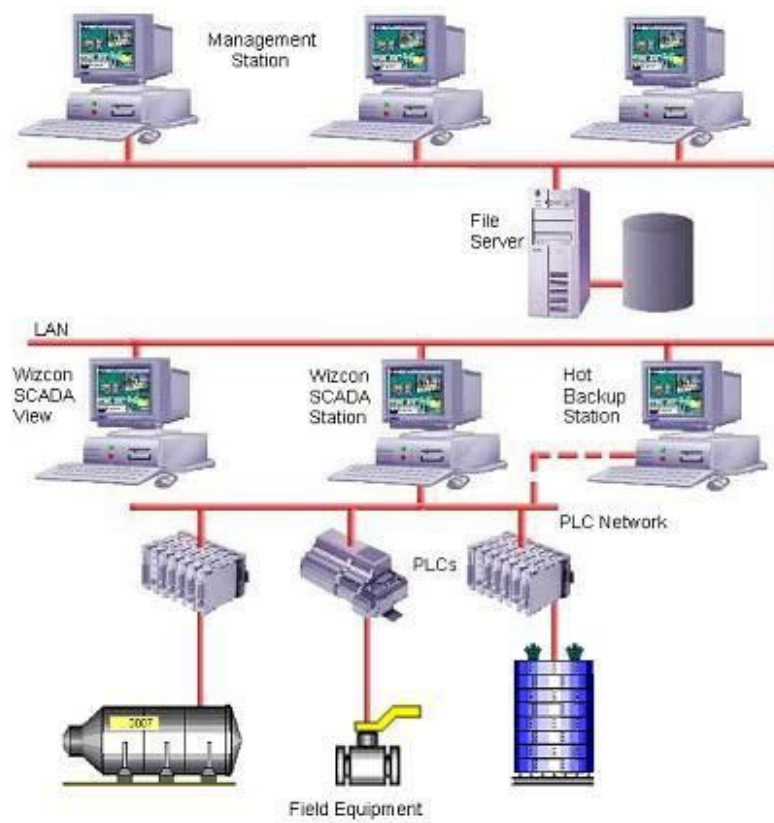 Management
Station
File
Server
LAN
Wizcon
SCADA
View
Wizcon
SCADA
Station
Hot
Backup
Station
PLC Network
PLCs
3007
Field Equipment